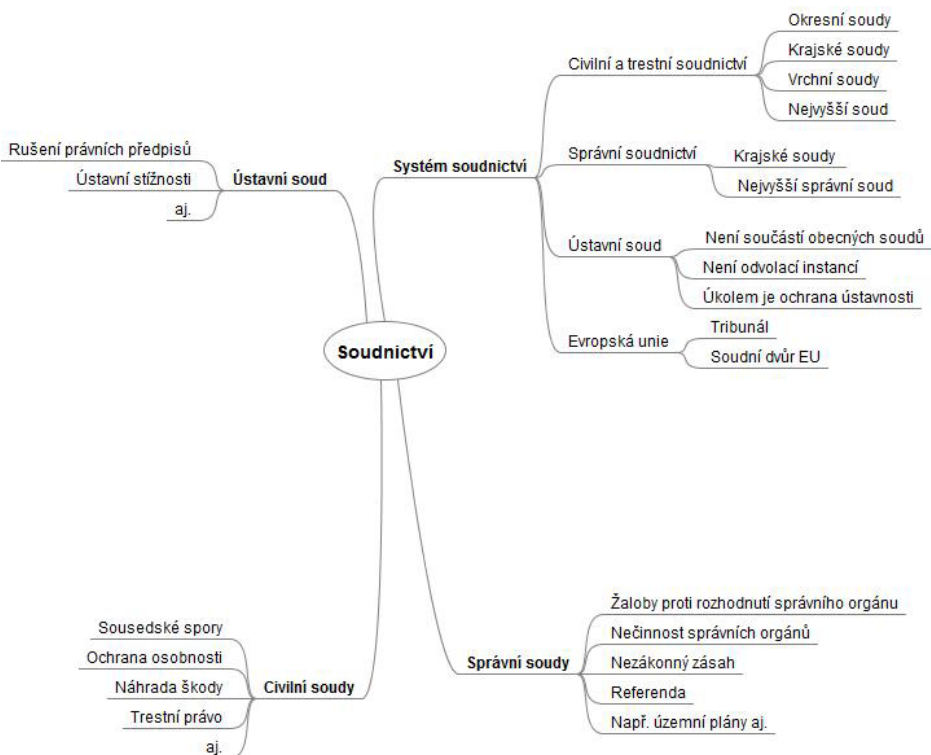 Soudnictví
Systém soudnictví
Civilní a trestní soudnictví
Okresní soudy
Krajské soudy
Vrchní soudy
Nejvyšší soud
Správní soudnictví
Krajské soudy
Nejvyšší správní soud
Ústavní soud
Není součástí obecných soudů
Není odvolací instancí
Úkolem je ochrana ústavnosti
Evropská unie
Tribunál
Soudní dvůr EU
Správní soudy
Žaloby proti rozhodnutí správního orgánu
Nečinnost správních orgánů
Nezákonný zásah
Referenda
Např. územní plány aj.
Ústavní soud
Rušení právních předpisů
Ústavní stížnosti
aj.
Civilní soudy
Sousedské spory
Ochrana osobnosti
Náhrada škody
Trestní právo
aj.